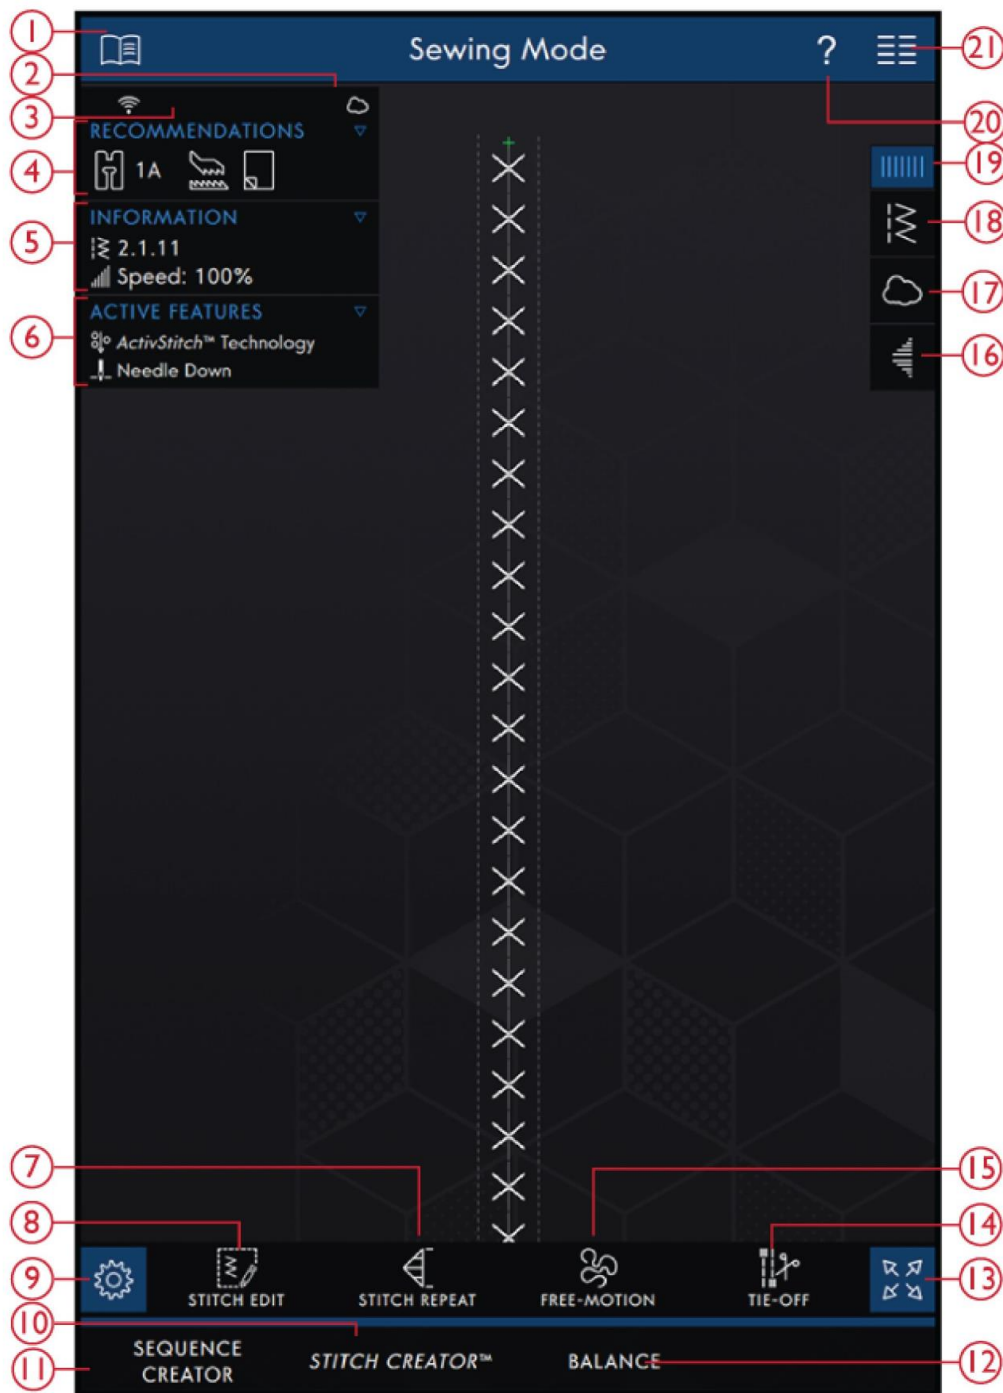 1
Sewing Mode
?
21
2
3
20
RECOMMENDATIONS
4
1A
19
INFORMATION
5
2.1.11
18
Speed: 100%
17
ACTIVE FEATURES
6
ActivStitch™ Technology
16
Needle Down
7
15
8
14
9
STITCH EDIT
STITCH REPEAT
FREE-MOTION
TIE-OFF
13
10
SEQUENCE
CREATOR
STITCH CREATOR™
BALANCE
11
12